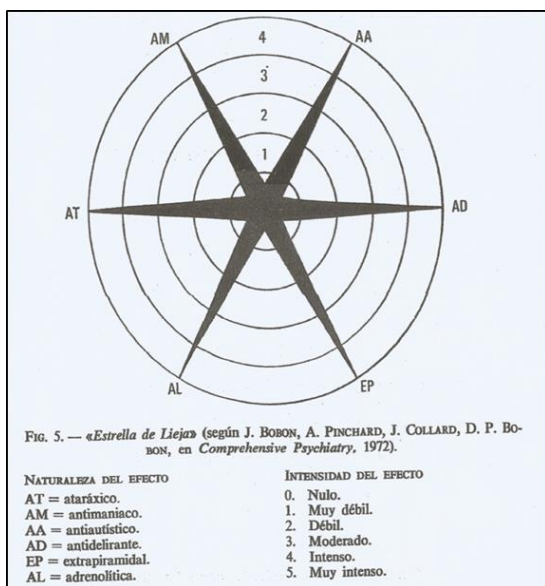 AM
4
AA
3
2
1
AT
AD
AL
EP
FIG. 5. — «Estrella de Lieja» (según J. BOBON, A. PINCHARD, J. COLLARD, D. P. BO-
BON, en Comprehensive Psychiatry, 1972).
NATURALEZA DEL EFECTO
AT = ataráxico.
AM = antimaniaco.
AA = antiautístico.
AD = antidelirante.
EP = extrapiramidal.
AL = adrenolítica.
INTENSIDAD DEL EFECTO
0. Nulo.
1. Muy débil.
2. Débil.
3. Moderado.
4. Intenso.
5. Muy intenso.